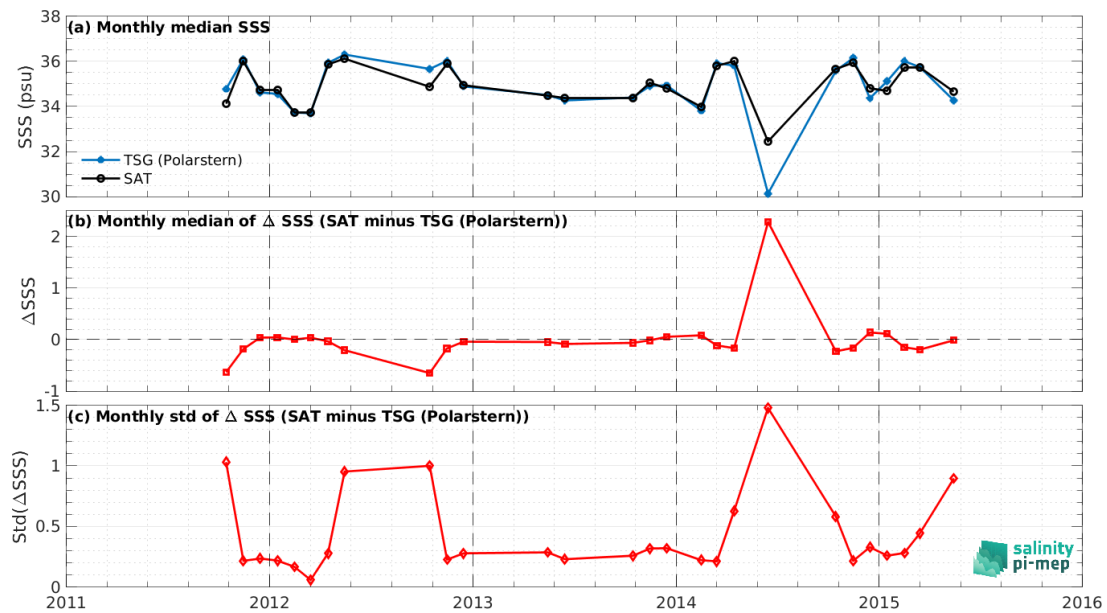 (a) Monthly median SSS
SSS (psu)
38
36
34
32
30
TSG (Polarstern)
SAT
(b) Monthly median of Δ SSS (SAT minus TSG (Polarstern))
ΔSSS
2
1
0
-1
(c) Monthly std of Δ SSS (SAT minus TSG (Polarstern))
Std(ΔSSS)
1.5
1
0.5
0
2011 2012 2013 2014 2015 2016
salinity
pi-mep